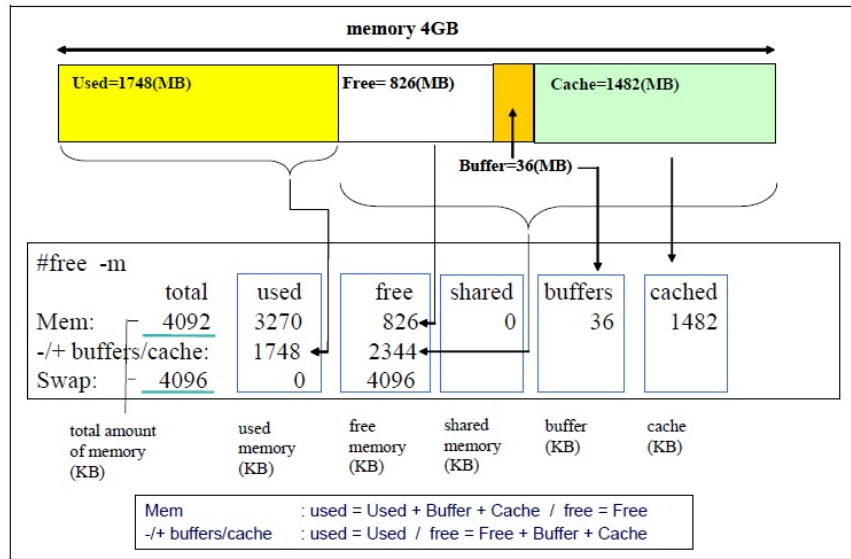 memory 4GB
Used=1748(MB) Free= 826(MB) Cache=1482(MB)
Buffer=36(MB)
#free -m
total used free shared buffers cached
Mem: 4092 3270 826 0 36 1482
-/+ buffers/cache: 1748 2344
Swap: 4096 0 4096
total amount used free shared buffer cache
of memory memory memory memory (KB) (KB)
(KB) (KB) (KB) (KB)
Mem : used = Used + Buffer + Cache / free = Free
-/+ buffers/cache : used = Used / free = Free + Buffer + Cache